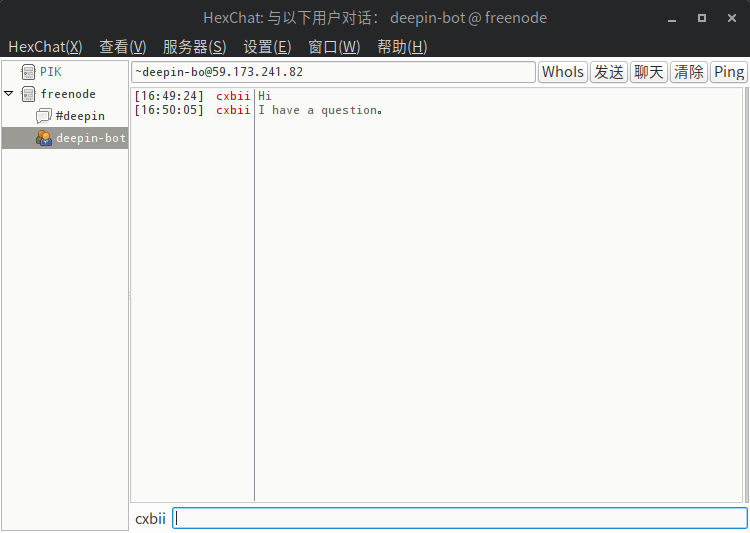 HexChat: 与以下用户对话： deepin-bot @ freenode
HexChat(X) 查看(V) 服务器(S) 设置(E) 窗口(W) 帮助(H)
PIK
freenode
#deepin
deepin-bot
~deepin-bo@59.173.241.82
WhoIs 发送 聊天 清除 Ping
[16:49:24] cxbii Hi
[16:50:05] cxbii I have a question。
cxbii